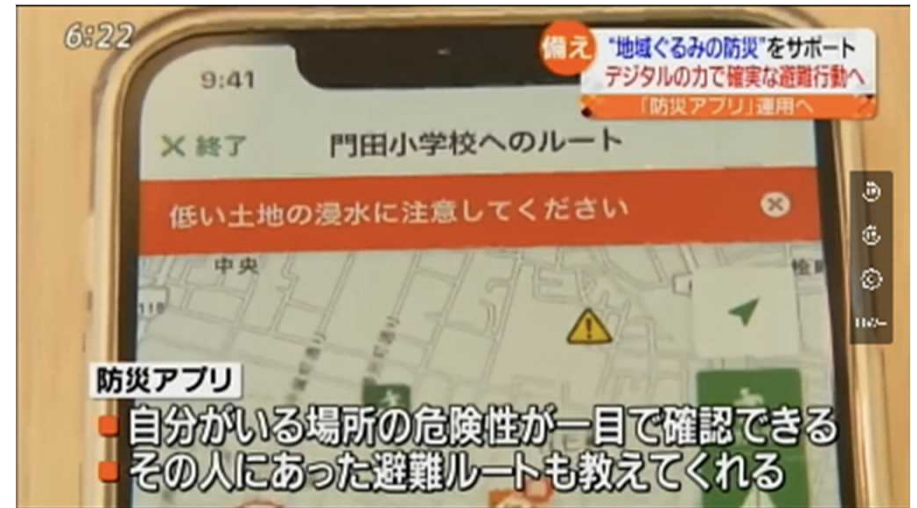 6:22
備え
"地域ぐるみの防災"をサポート
デジタルの力で確実な避難行動へ
「防災アプリ」運用へ
9:41
× 終了
門田小学校へのルート
低い土地の浸水に注意してください
中央
118
防災アプリ
自分がいる場所の危険性が一目で確認できる
その人にあった避難ルートも教えてくれる